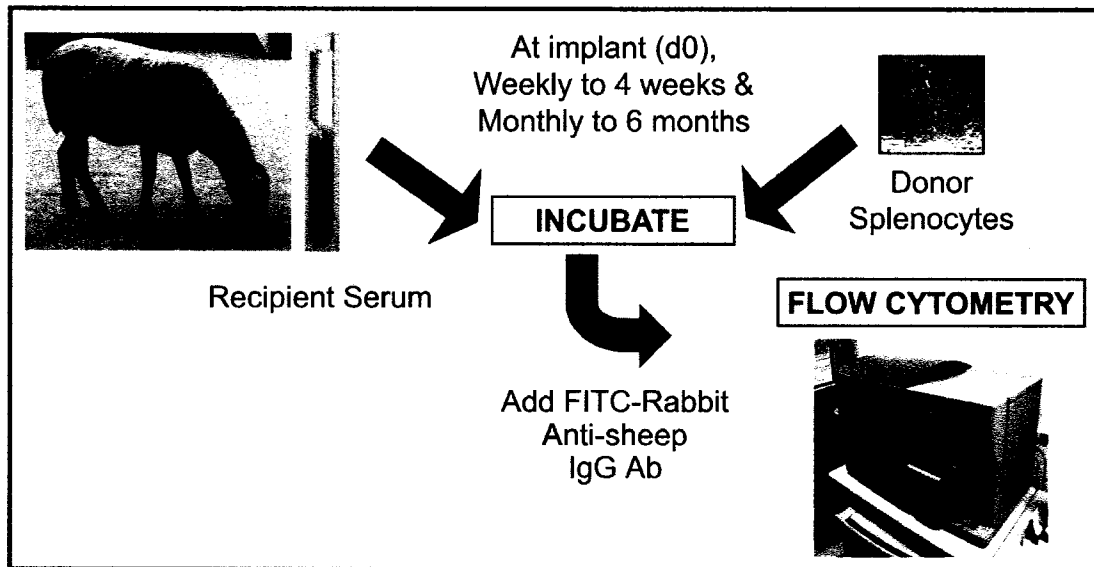 At implant (d0),
Weekly to 4 weeks &
Monthly to 6 months
Donor
Splenocytes
INCUBATE
Recipient Serum
FLOW CYTOMETRY
Add FITC-Rabbit
Anti-sheep
IgG Ab